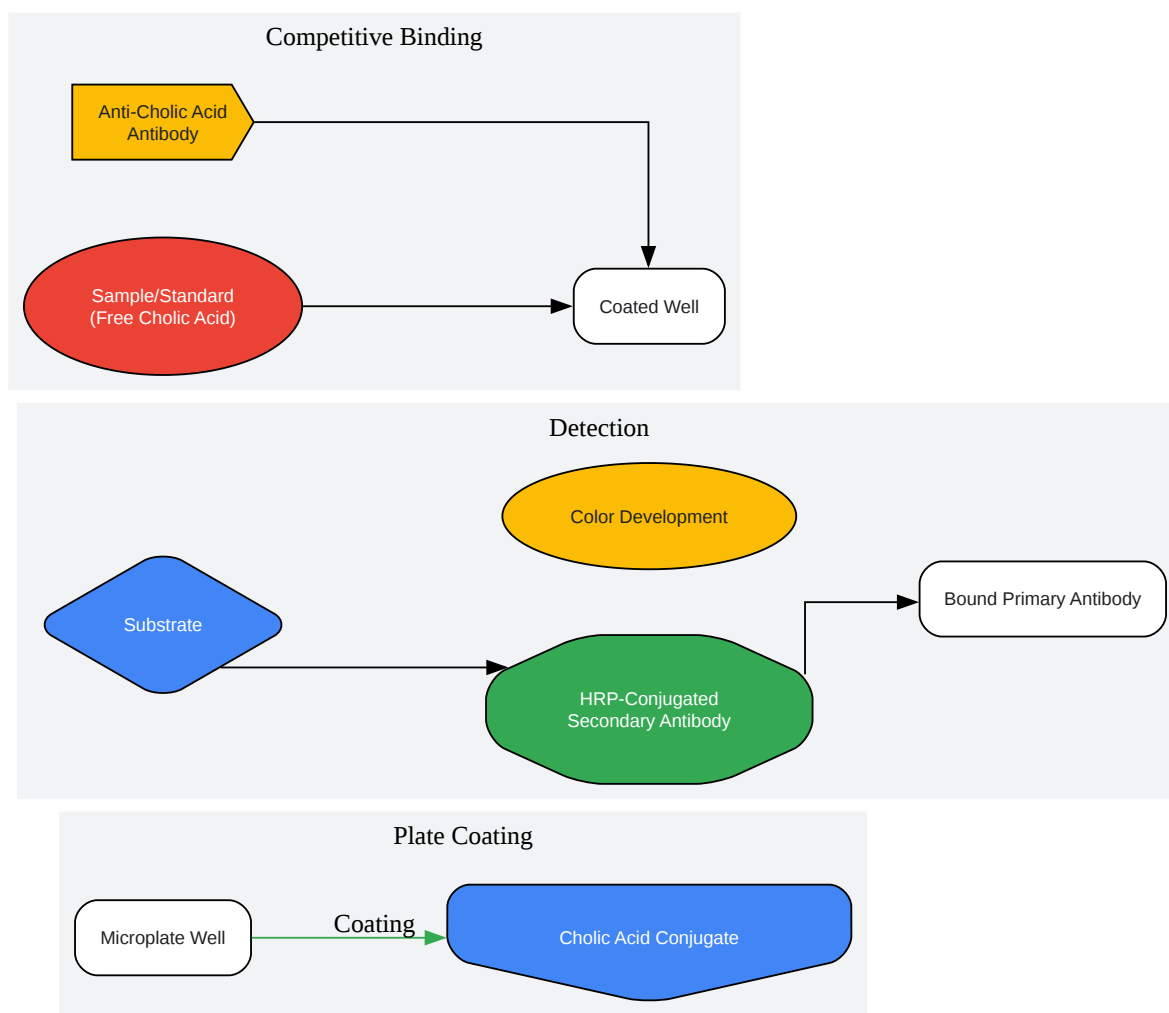 Competitive Binding
Anti-Cholic Acid
Antibody
Sample/Standard
(Free Cholic Acid)
Coated Well
Detection
Color Development
Substrate
Bound Primary Antibody
HRP-Conjugated
Secondary Antibody
Plate Coating
Microplate Well
Coating
Cholic Acid Conjugate